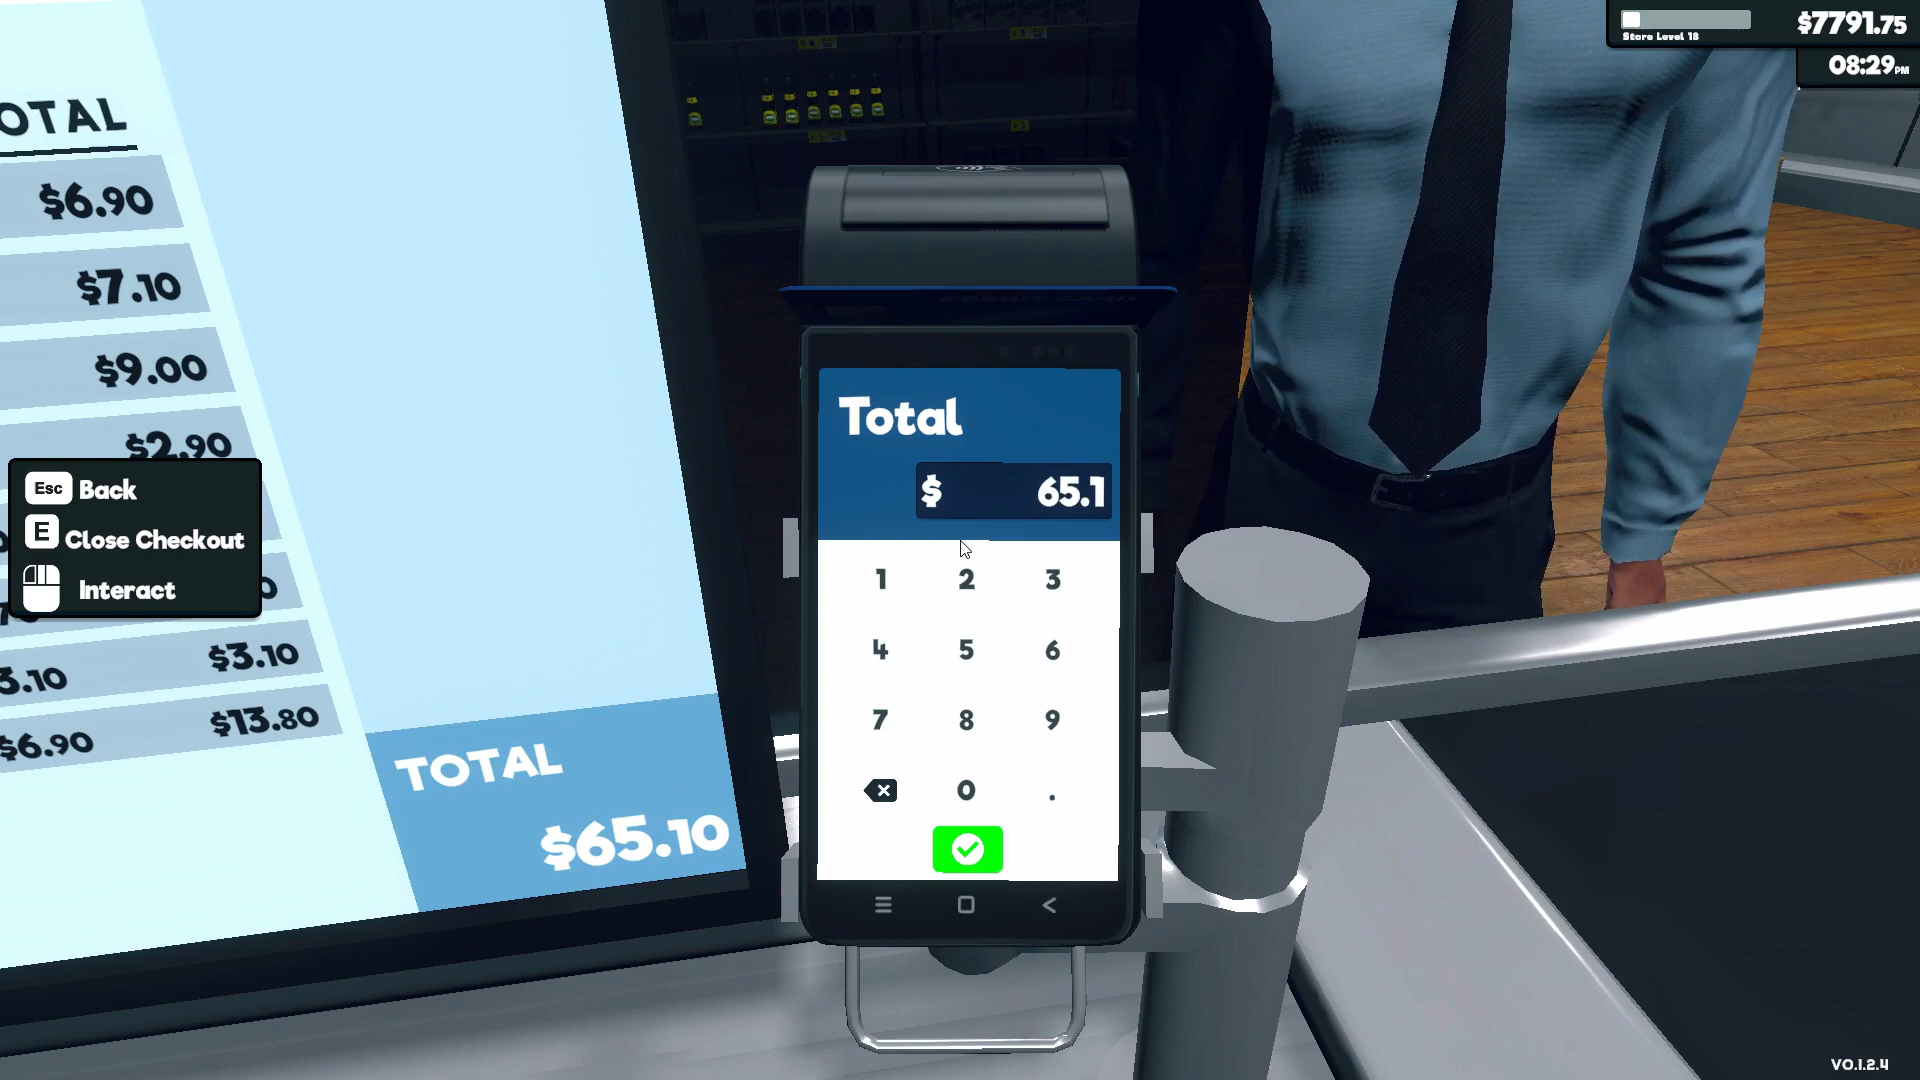 $7791.75
Store Level 18
08:29PM
OTAL
$6.90
$7.10
$9.00
$2.90
Esc Back
E Close Checkout
Interact
3.10 $3.10
$6.90 $13.80
TOTAL
$65.10
CREDIT CARD
Total
$ 65.1
1 2 3
4 5 6
7 8 9
0 .
V0.1.2.4